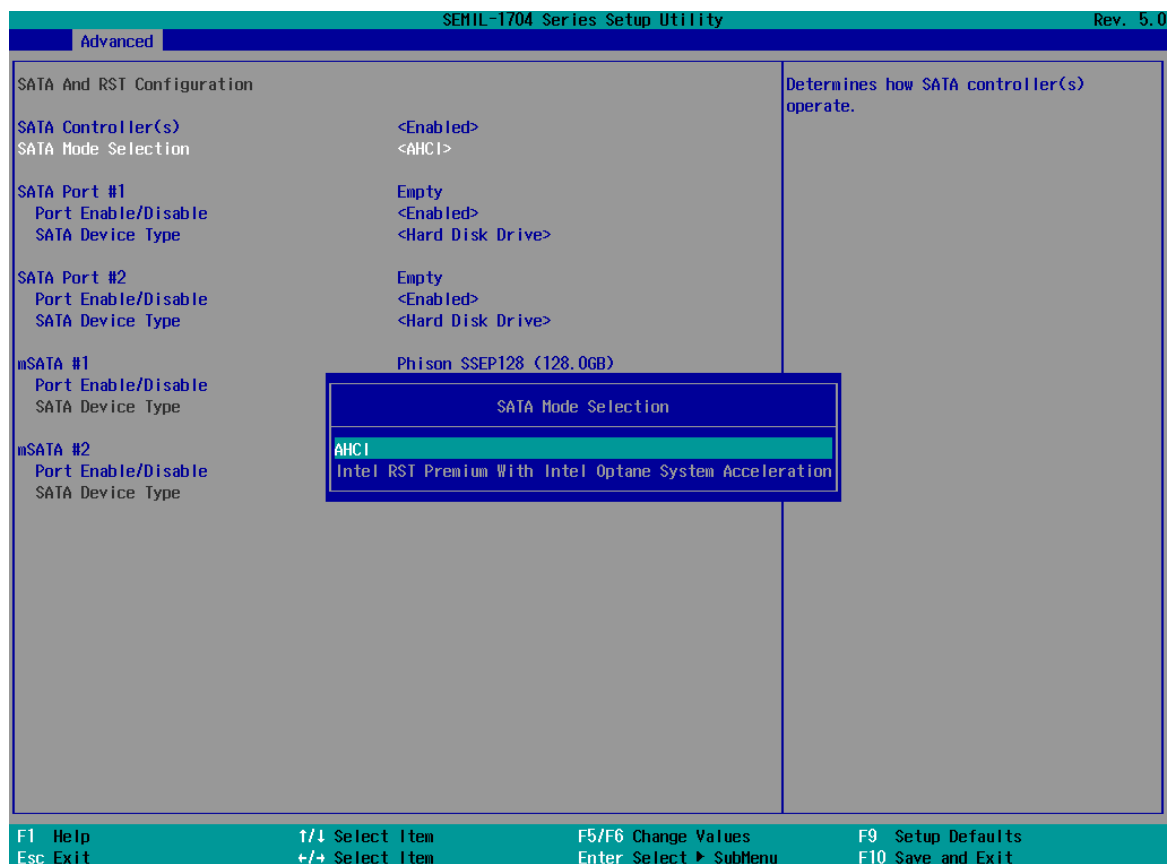 SEMIL-1704 Series Setup Utility Rev. 5.0
Advanced
SATA And RST Configuration
SATA Controller(s) <Enabled>
SATA Mode Selection <AHCI>
SATA Port #1 Empty
Port Enable/Disable <Enabled>
SATA Device Type <Hard Disk Drive>
SATA Port #2 Empty
Port Enable/Disable <Enabled>
SATA Device Type <Hard Disk Drive>
mSATA #1 Phison SSEP128 (128.0GB)
Port Enable/Disable
SATA Device Type
mSATA #2
Port Enable/Disable
SATA Device Type
SATA Mode Selection
AHCI
Intel RST Premium With Intel Optane System Acceleration
Determines how SATA controller(s)
operate.
F1 Help ↑/↓ Select Item F5/F6 Change Values F9 Setup Defaults
Esc Exit ←/→ Select Item Enter Select ▶ SubMenu F10 Save and Exit